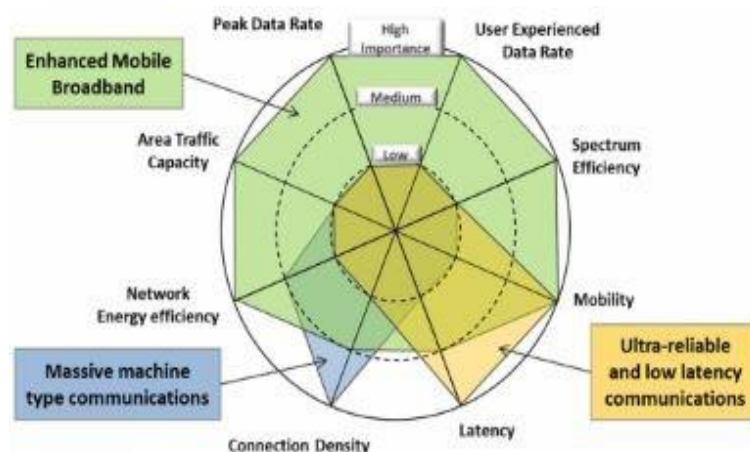 Peak Data Rate
High
Importance
User Experienced
Data Rate
Enhanced Mobile
Broadband
Medium
Area Traffic
Capacity
Low
Spectrum
Efficiency
Network
Energy efficiency
Mobility
Massive machine
type communications
Ultra-reliable
and low latency
communications
Connection Density
Latency